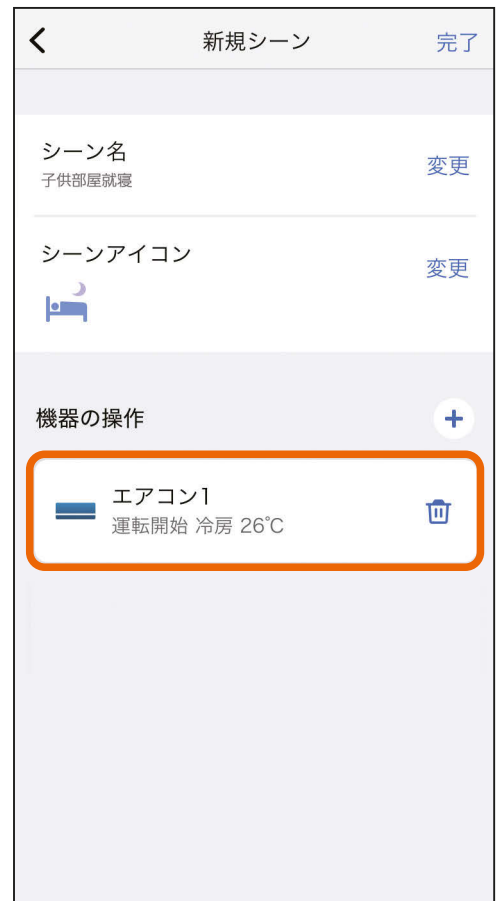 新規シーン
完了
シーン名
変更
子供部屋就寝
シーンアイコン
変更
機器の操作
エアコン1
運転開始 冷房 26℃